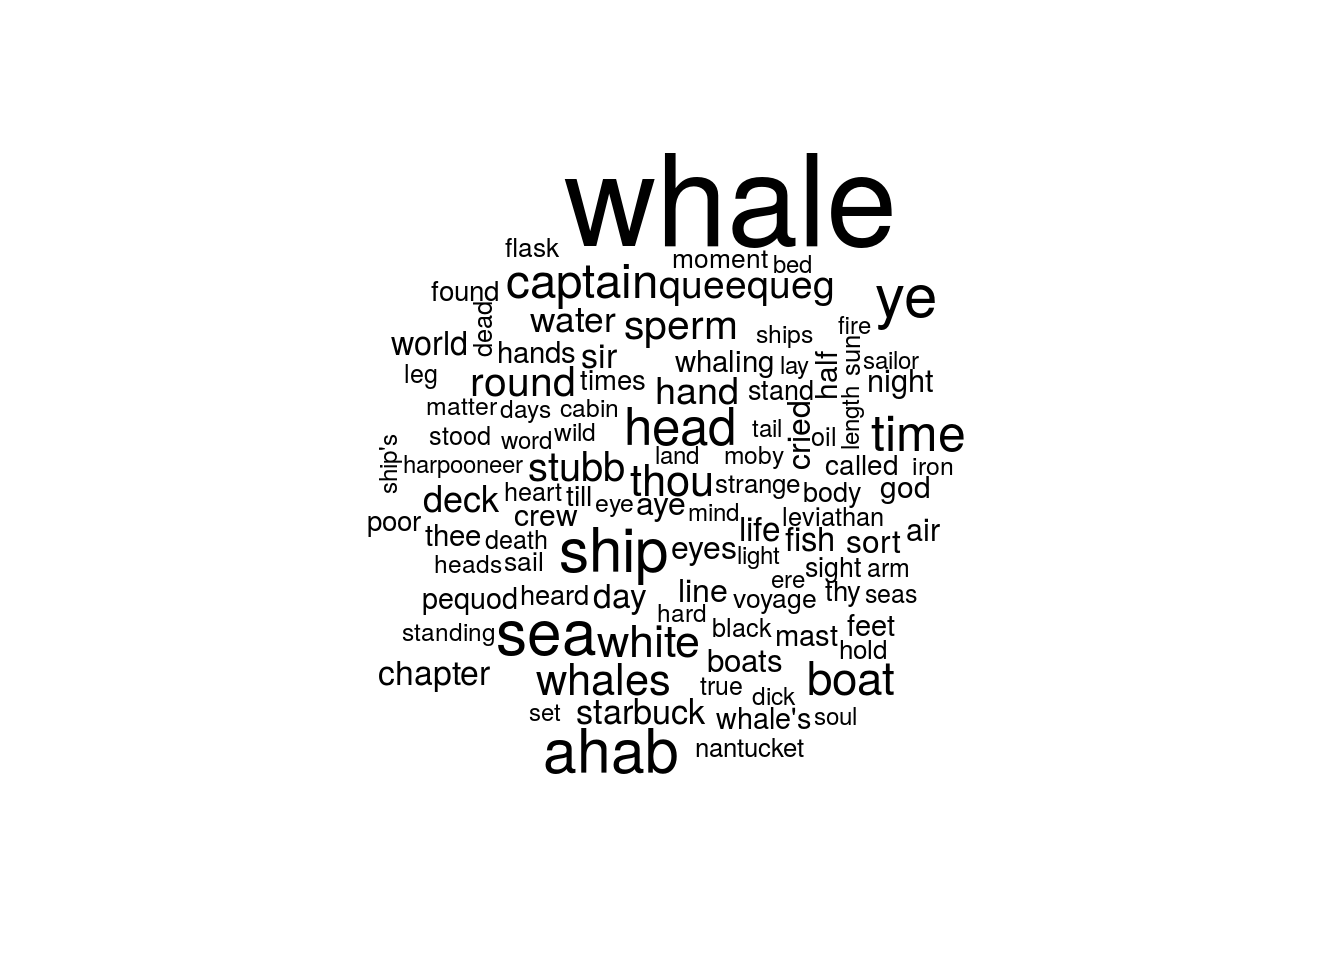 whale
flask
moment
bed
captain
queequeg
ye
found
dead
water
sperm
ships
fire
sun
world
hands
sir
whaling
lay
half
sailor
leg
round
times
hand
stand
night
matter
days
cabin
head
tail
cried
oil
length
time
stood
word
wild
ship's
harpooneer
stubb
land
moby
called
iron
deck
heart
till
eye
thou
aye
strange
body
god
poor
crew
mind
leviathan
thee
death
ship
eyes
light
life
fish
sort
air
heads
sail
ere
sight
arm
pequod
heard
day
line
voyage
thy
seas
hard
standing
sea
white
black
mast
feet
hold
chapter
whales
boats
true
dick
boat
set
starbuck
whale's
soul
ahab
nantucket